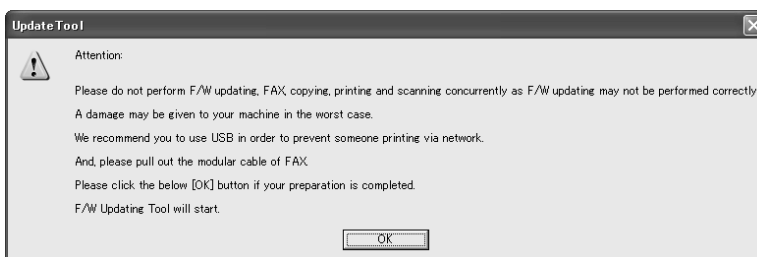 UpdateTool
Attention:
Please do not perform F/W updating, FAX, copying, printing and scanning concurrently as F/W updating may not be performed correctly
A damage may be given to your machine in the worst case.
We recommend you to use USB in order to prevent someone printing via network.
And, please pull out the modular cable of FAX.
Please click the below [OK] button if your preparation is completed.
F/W Updating Tool will start.
OK